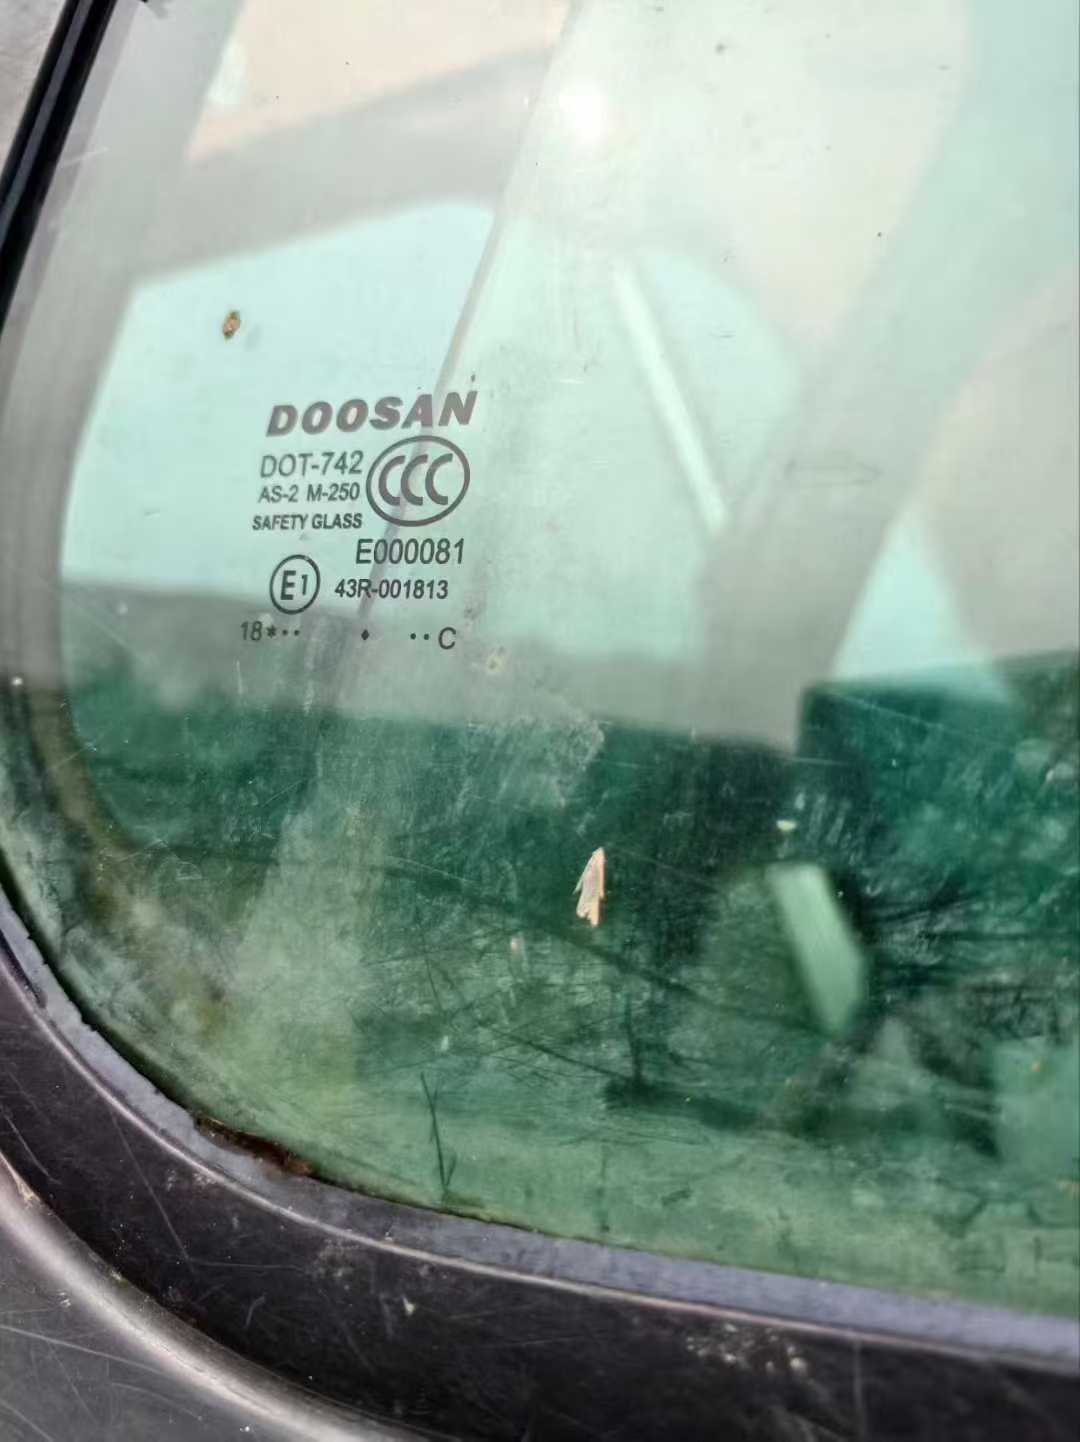 DOOSAN
DOT-742
AS-2 M-250
SAFETY GLASS
CCC
E000081
E1
43R-001813
18*•• ♦ ••C